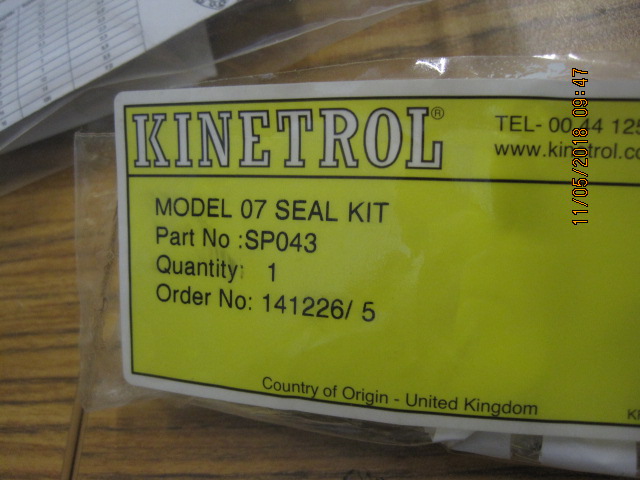 KINETROL®
TEL- 00 44 125
www.kinetrol.co
MODEL 07 SEAL KIT
Part No :SP043
Quantity: 1
Order No: 141226/ 5
Country of Origin - United Kingdom
11/05/2018 09:47